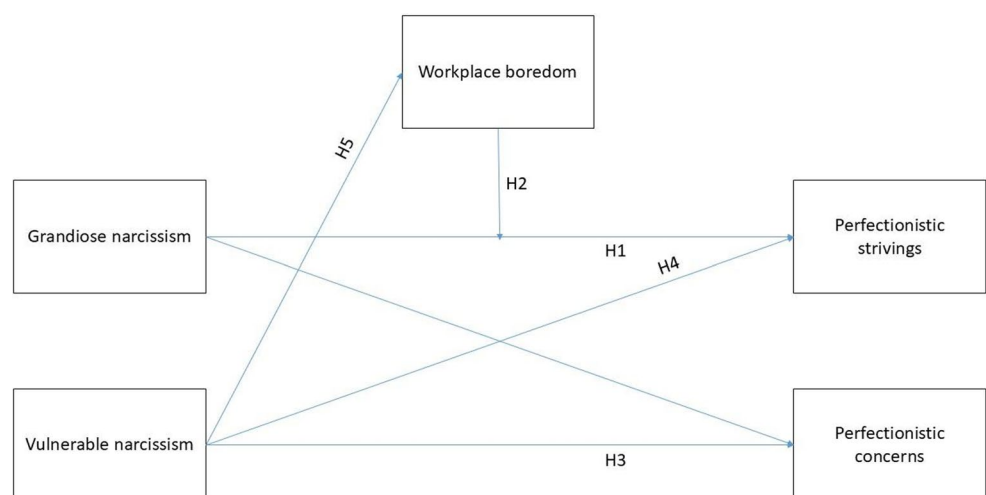 Workplace boredom
H5
H2
Grandiose narcissism
H1
Perfectionistic
strivings
H4
Vulnerable narcissism
H3
Perfectionistic
concerns